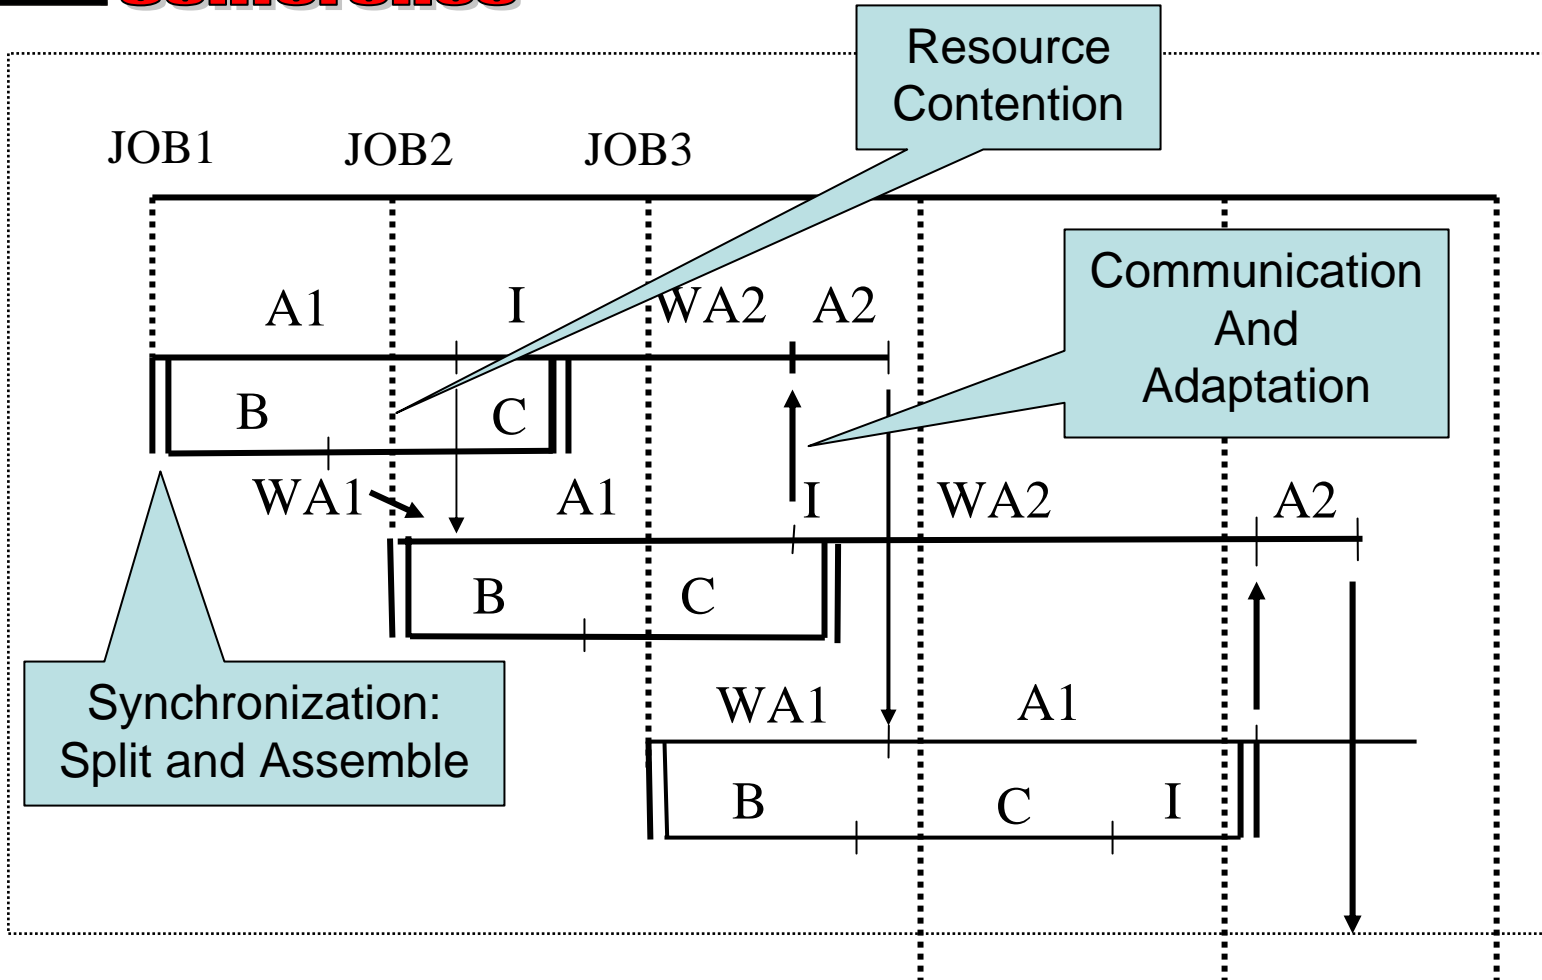 Resource
Contention
JOB1 JOB2 JOB3
Communication
And
Adaptation
A1 I WA2 A2
B C
WA1 A1 I WA2 A2
B C
Synchronization:
Split and Assemble
WA1 A1
B C I